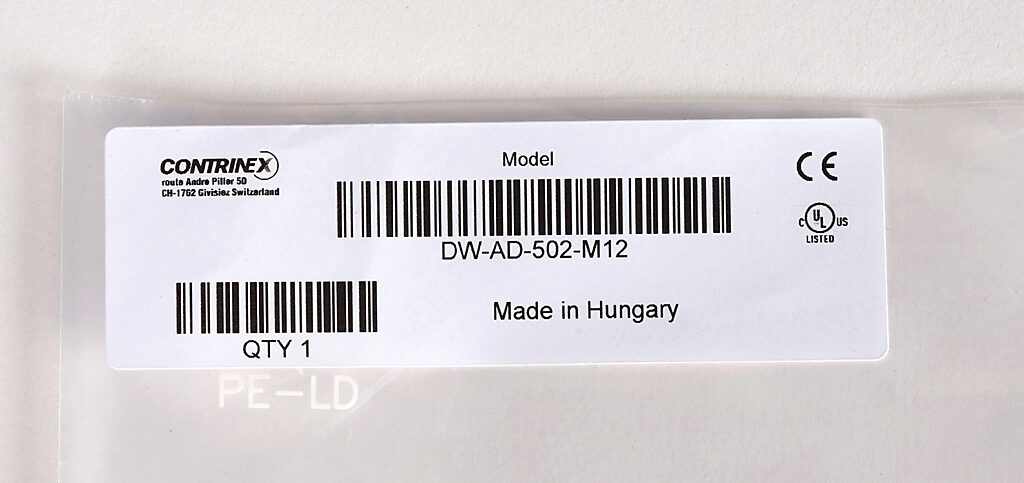 CONTRINEX
route Andre Piller 50
CH-1762 Givisiez Switzerland
Model
DW-AD-502-M12
CE
C UL US
LISTED
QTY 1
Made in Hungary
PE-LD